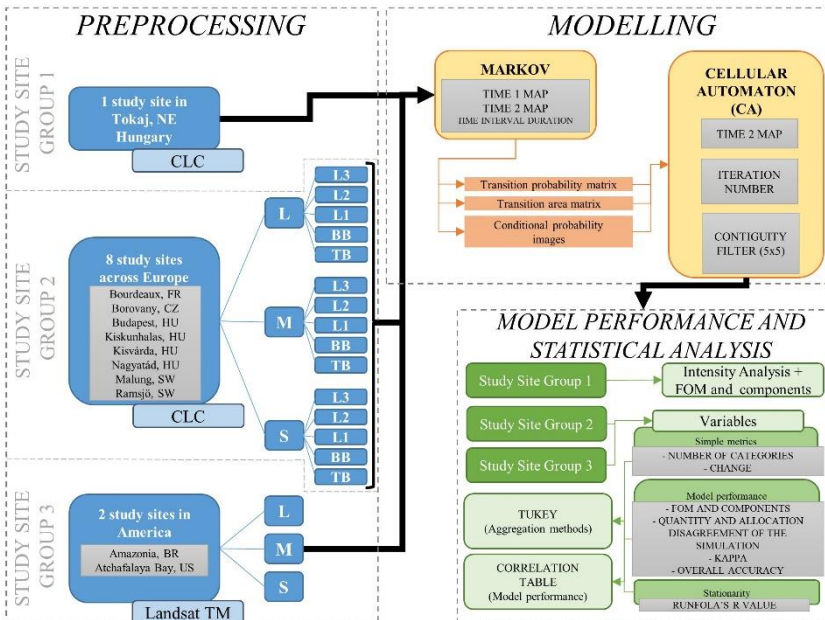 PREPROCESSING
STUDY SITE
GROUP 1
1 study site in
Tokaj, NE
Hungary
CLC
STUDY SITE
GROUP 2
8 study sites
across Europe
Bourdeaux, FR
Borovany, CZ
Budapest, HU
Kiskunhalas, HU
Kisvárda, HU
Nagyatád, HU
Malung, SW
Ramsjö, SW
CLC
L
L3
L2
L1
BB
TB
M
L3
L2
L1
BB
TB
S
L3
L2
L1
BB
TB
STUDY SITE
GROUP 3
2 study sites in
America
Amazonia, BR
Atchafalaya Bay, US
Landsat TM
L
M
S
MODELLING
MARKOV
TIME 1 MAP
TIME 2 MAP
TIME INTERVAL DURATION
Transition probability matrix
Transition area matrix
Conditional probability
images
CELLULAR
AUTOMATON
(CA)
TIME 2 MAP
ITERATION
NUMBER
CONTIGUITY
FILTER (5x5)
MODEL PERFORMANCE AND
STATISTICAL ANALYSIS
Study Site Group 1
Intensity Analysis +
FOM and components
Study Site Group 2
Study Site Group 3
Variables
Simple metrics
- NUMBER OF CATEGORIES
- CHANGE
Model performance
- FOM AND COMPONENTS
- QUANTITY AND ALLOCATION
DISAGREEMENT OF THE
SIMULATION
- KAPPA
- OVERALL ACCURACY
Stationarity
RUNFOLA'S R VALUE
TUKEY
(Aggregation methods)
CORRELATION
TABLE
(Model performance)